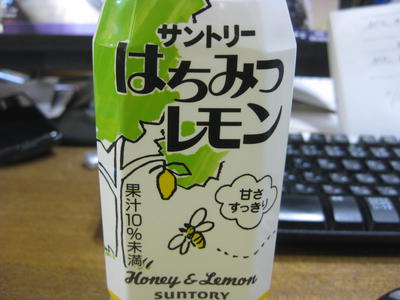 サントリー
はちみつ
レモン
甘さ
すっきり
果汁10%未満
Honey & Lemon
SUNTORY